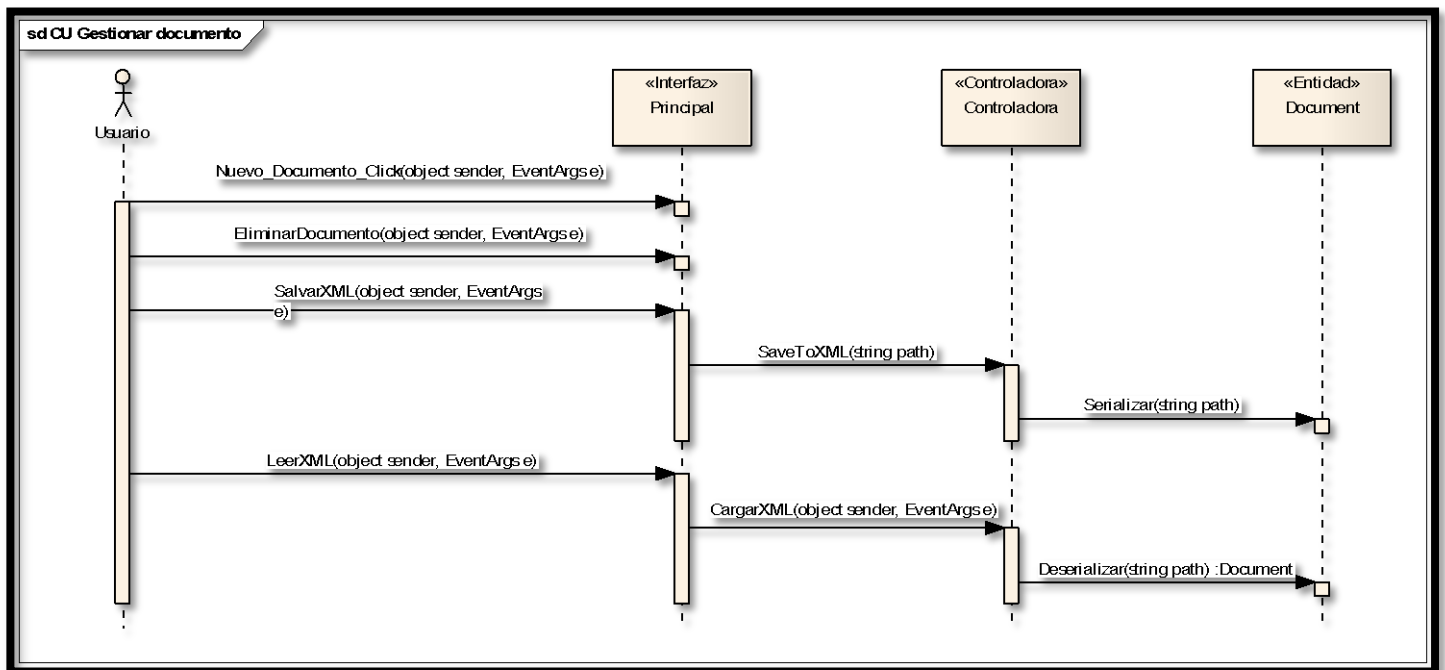 sd CU Gestionar documento
«Interfaz»
Principal
«Controladora»
Controladora
«Entidad»
Document
Usuario
Nuevo_Documento_Click(object sender, EventArgs e)
EliminarDocumento(object sender, EventArgs e)
SalvarXML(object sender, EventArgs
e)
SaveToXML(string path)
Serializar(string path)
LeerXML(object sender, EventArgs e)
CargarXML(object sender, EventArgs e)
Deserializar(string path) :Document